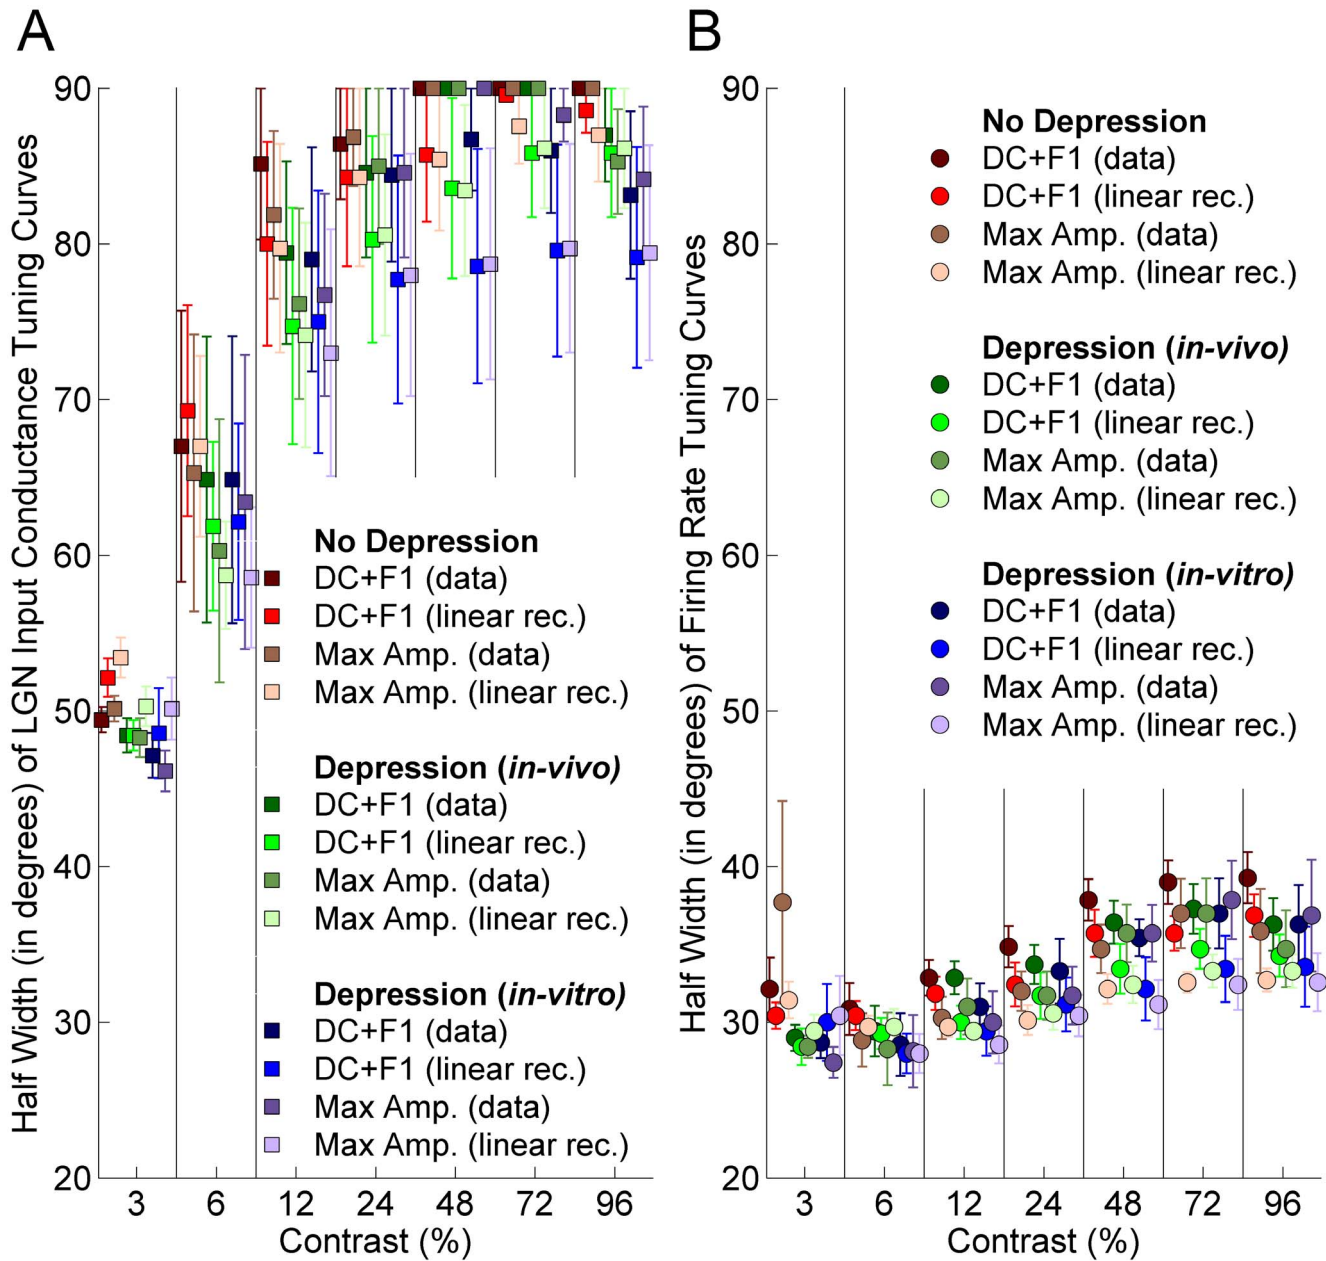 A
Half Width (in degrees) of LGN Input Conductance Tuning Curves
90
80
70
60
50
40
30
20
No Depression
DC+F1 (data)
DC+F1 (linear rec.)
Max Amp. (data)
Max Amp. (linear rec.)
Depression (in-vivo)
DC+F1 (data)
DC+F1 (linear rec.)
Max Amp. (data)
Max Amp. (linear rec.)
Depression (in-vitro)
DC+F1 (data)
DC+F1 (linear rec.)
Max Amp. (data)
Max Amp. (linear rec.)
3 6 12 24 48 72 96
Contrast (%)
B
Half Width (in degrees) of Firing Rate Tuning Curves
90
80
70
60
50
40
30
20
No Depression
DC+F1 (data)
DC+F1 (linear rec.)
Max Amp. (data)
Max Amp. (linear rec.)
Depression (in-vivo)
DC+F1 (data)
DC+F1 (linear rec.)
Max Amp. (data)
Max Amp. (linear rec.)
Depression (in-vitro)
DC+F1 (data)
DC+F1 (linear rec.)
Max Amp. (data)
Max Amp. (linear rec.)
3 6 12 24 48 72 96
Contrast (%)